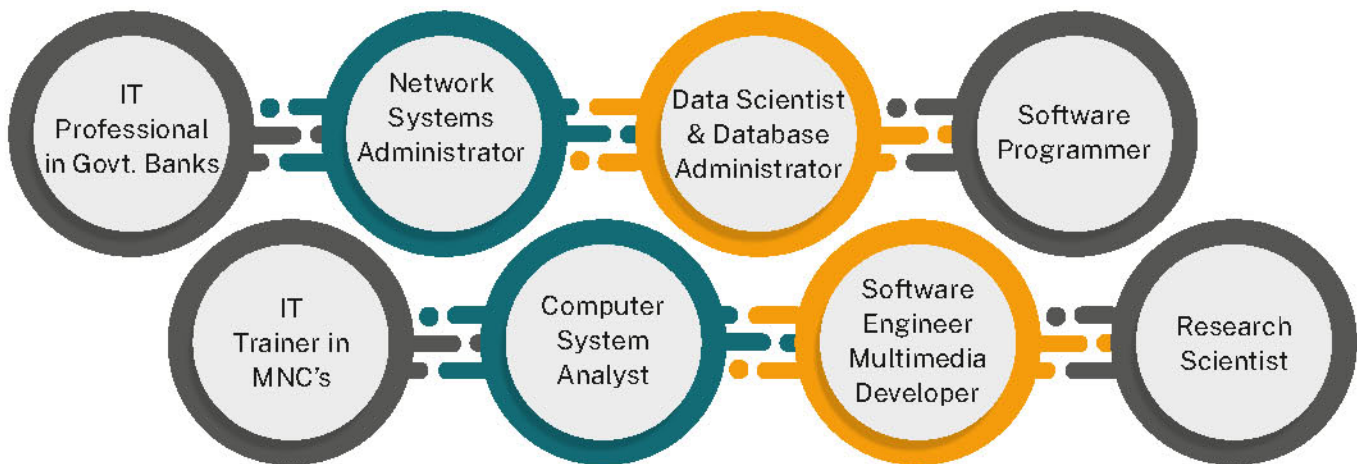 IT
Professional
in Govt. Banks
Network
Systems
Administrator
Data Scientist
& Database
Administrator
Software
Programmer
IT
Trainer in
MNC's
Computer
System
Analyst
Software
Engineer
Multimedia
Developer
Research
Scientist